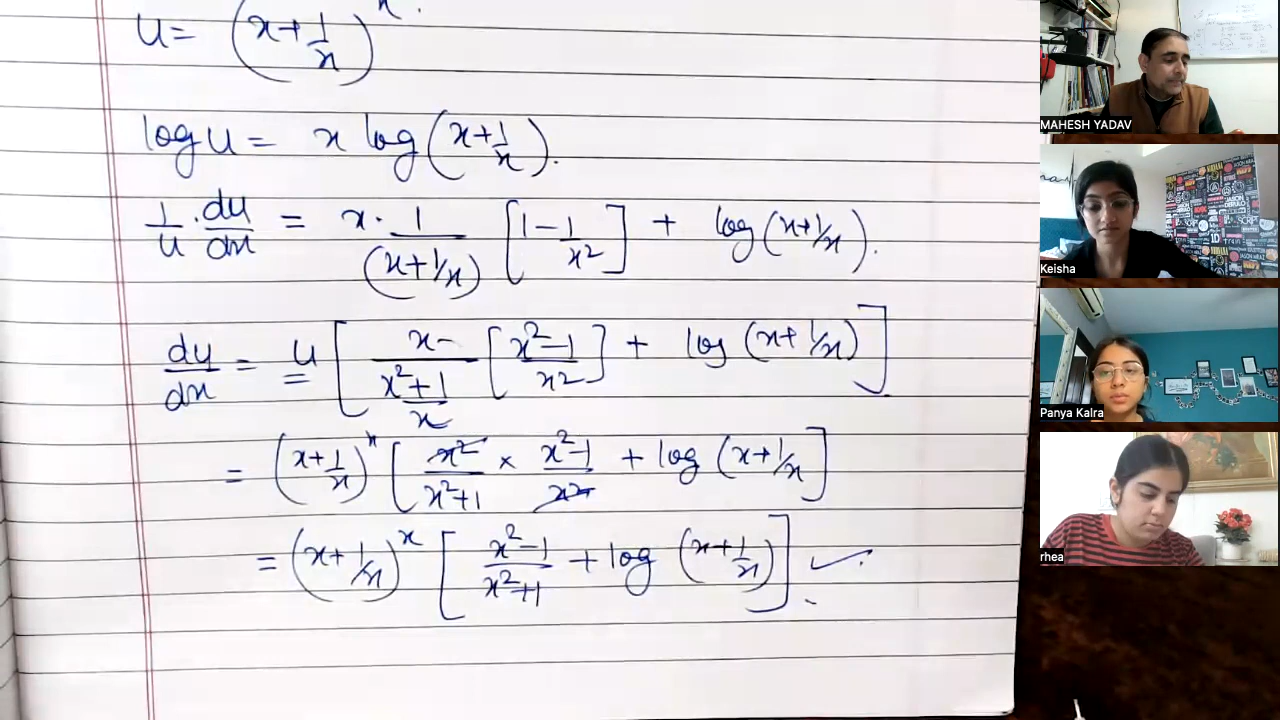 u = (x+1/x)^x.
log u = x log(x+1/x).
1/u . du/dx = x. 1/(x+1/x) [1-1/x²] + log(x+1/x).
du/dx = u [x/((x²+1)/x) [(x²-1)/x²] + log (x+1/x)]
= (x+1/x)^x [x²/(x²+1) × (x²-1)/x² + log (x+1/x)]
= (x+1/x)^x [(x²-1)/(x²+1) + log (x+1/x)].
MAHESH YADAV
Keisha
Panya Kalra
rhea